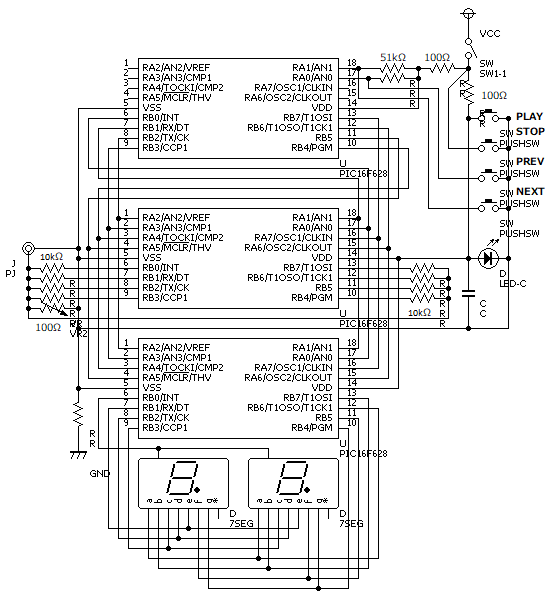 VCC
SW
SW1-1
51kΩ
100Ω
R
R
100Ω
R
R
1 RA2/AN2/VREF RA1/AN1 18
2 RA3/AN3/CMP1 RA0/AN0 17
3 RA4/TOCKI/CMP2 RA7/OSC1/CLKIN 16
4 RA5/MCLR/THV RA6/OSC2/CLKOUT 15
5 VSS VDD 14
6 RB0/INT RB7/T1OSI 13
7 RB1/RX/DT RB6/T1OSO/T1CK1 12
8 RB2/TX/CK RB5 11
9 RB3/CCP1 RB4/PGM 10
U
PIC16F628
PLAY
SW
PUSHSW
STOP
SW
PUSHSW
PREV
SW
PUSHSW
NEXT
SW
PUSHSW
1 RA2/AN2/VREF RA1/AN1 18
2 RA3/AN3/CMP1 RA0/AN0 17
3 RA4/TOCKI/CMP2 RA7/OSC1/CLKIN 16
4 RA5/MCLR/THV RA6/OSC2/CLKOUT 15
5 VSS VDD 14
6 RB0/INT RB7/T1OSI 13
7 RB1/RX/DT RB6/T1OSO/T1CK1 12
8 RB2/TX/CK RB5 11
9 RB3/CCP1 RB4/PGM 10
U
PIC16F628
J
PJ
10kΩ
R
R
R
R
100Ω
VR2
10kΩ
R
R
R
R
D
LED-C
C
C
1 RA2/AN2/VREF RA1/AN1 18
2 RA3/AN3/CMP1 RA0/AN0 17
3 RA4/TOCKI/CMP2 RA7/OSC1/CLKIN 16
4 RA5/MCLR/THV RA6/OSC2/CLKOUT 15
5 VSS VDD 14
6 RB0/INT RB7/T1OSI 13
7 RB1/RX/DT RB6/T1OSO/T1CK1 12
8 RB2/TX/CK RB5 11
9 RB3/CCP1 RB4/PGM 10
U
PIC16F628
R
R
GND
a b c d e f g *
D
7SEG
a b c d e f g *
D
7SEG